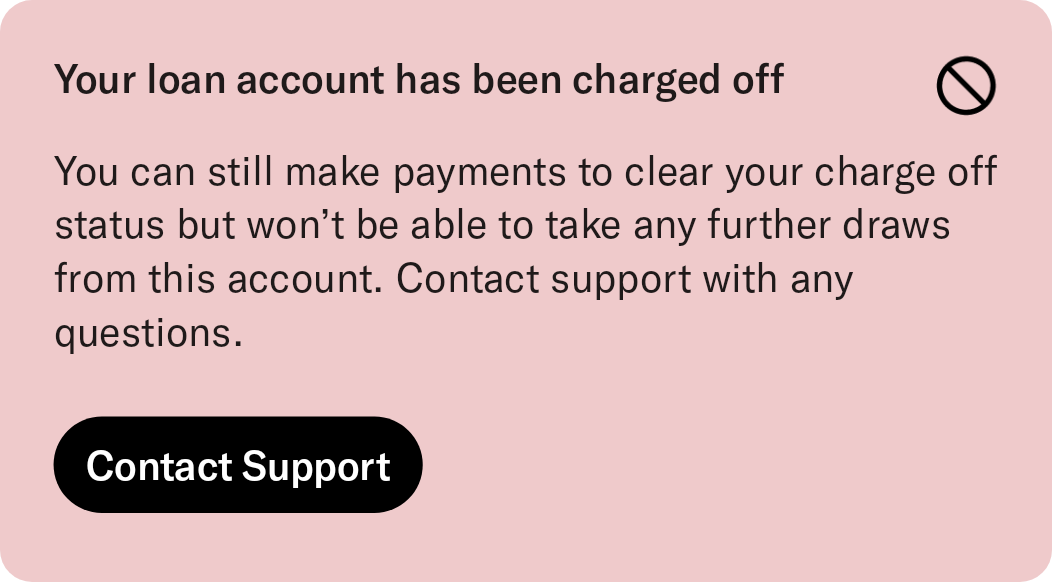 Your loan account has been charged off
You can still make payments to clear your charge off
status but won’t be able to take any further draws
from this account. Contact support with any
questions.
Contact Support